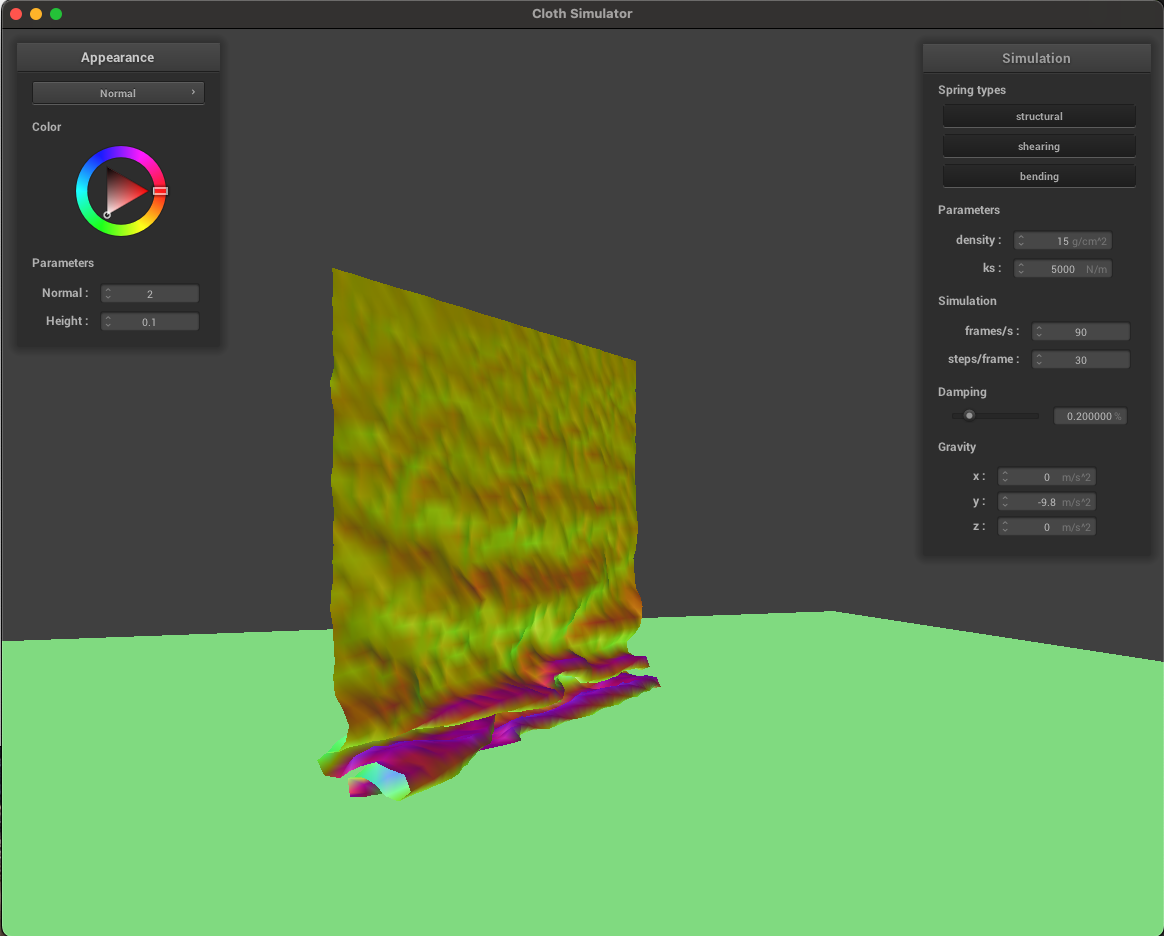 Cloth Simulator
Appearance
Normal
Color
Parameters
Normal : 2
Height : 0.1
Simulation
Spring types
structural
shearing
bending
Parameters
density : 15 g/cm^2
ks : 5000 N/m
Simulation
frames/s : 90
steps/frame : 30
Damping
0.200000 %
Gravity
x : 0 m/s^2
y : -9.8 m/s^2
z : 0 m/s^2